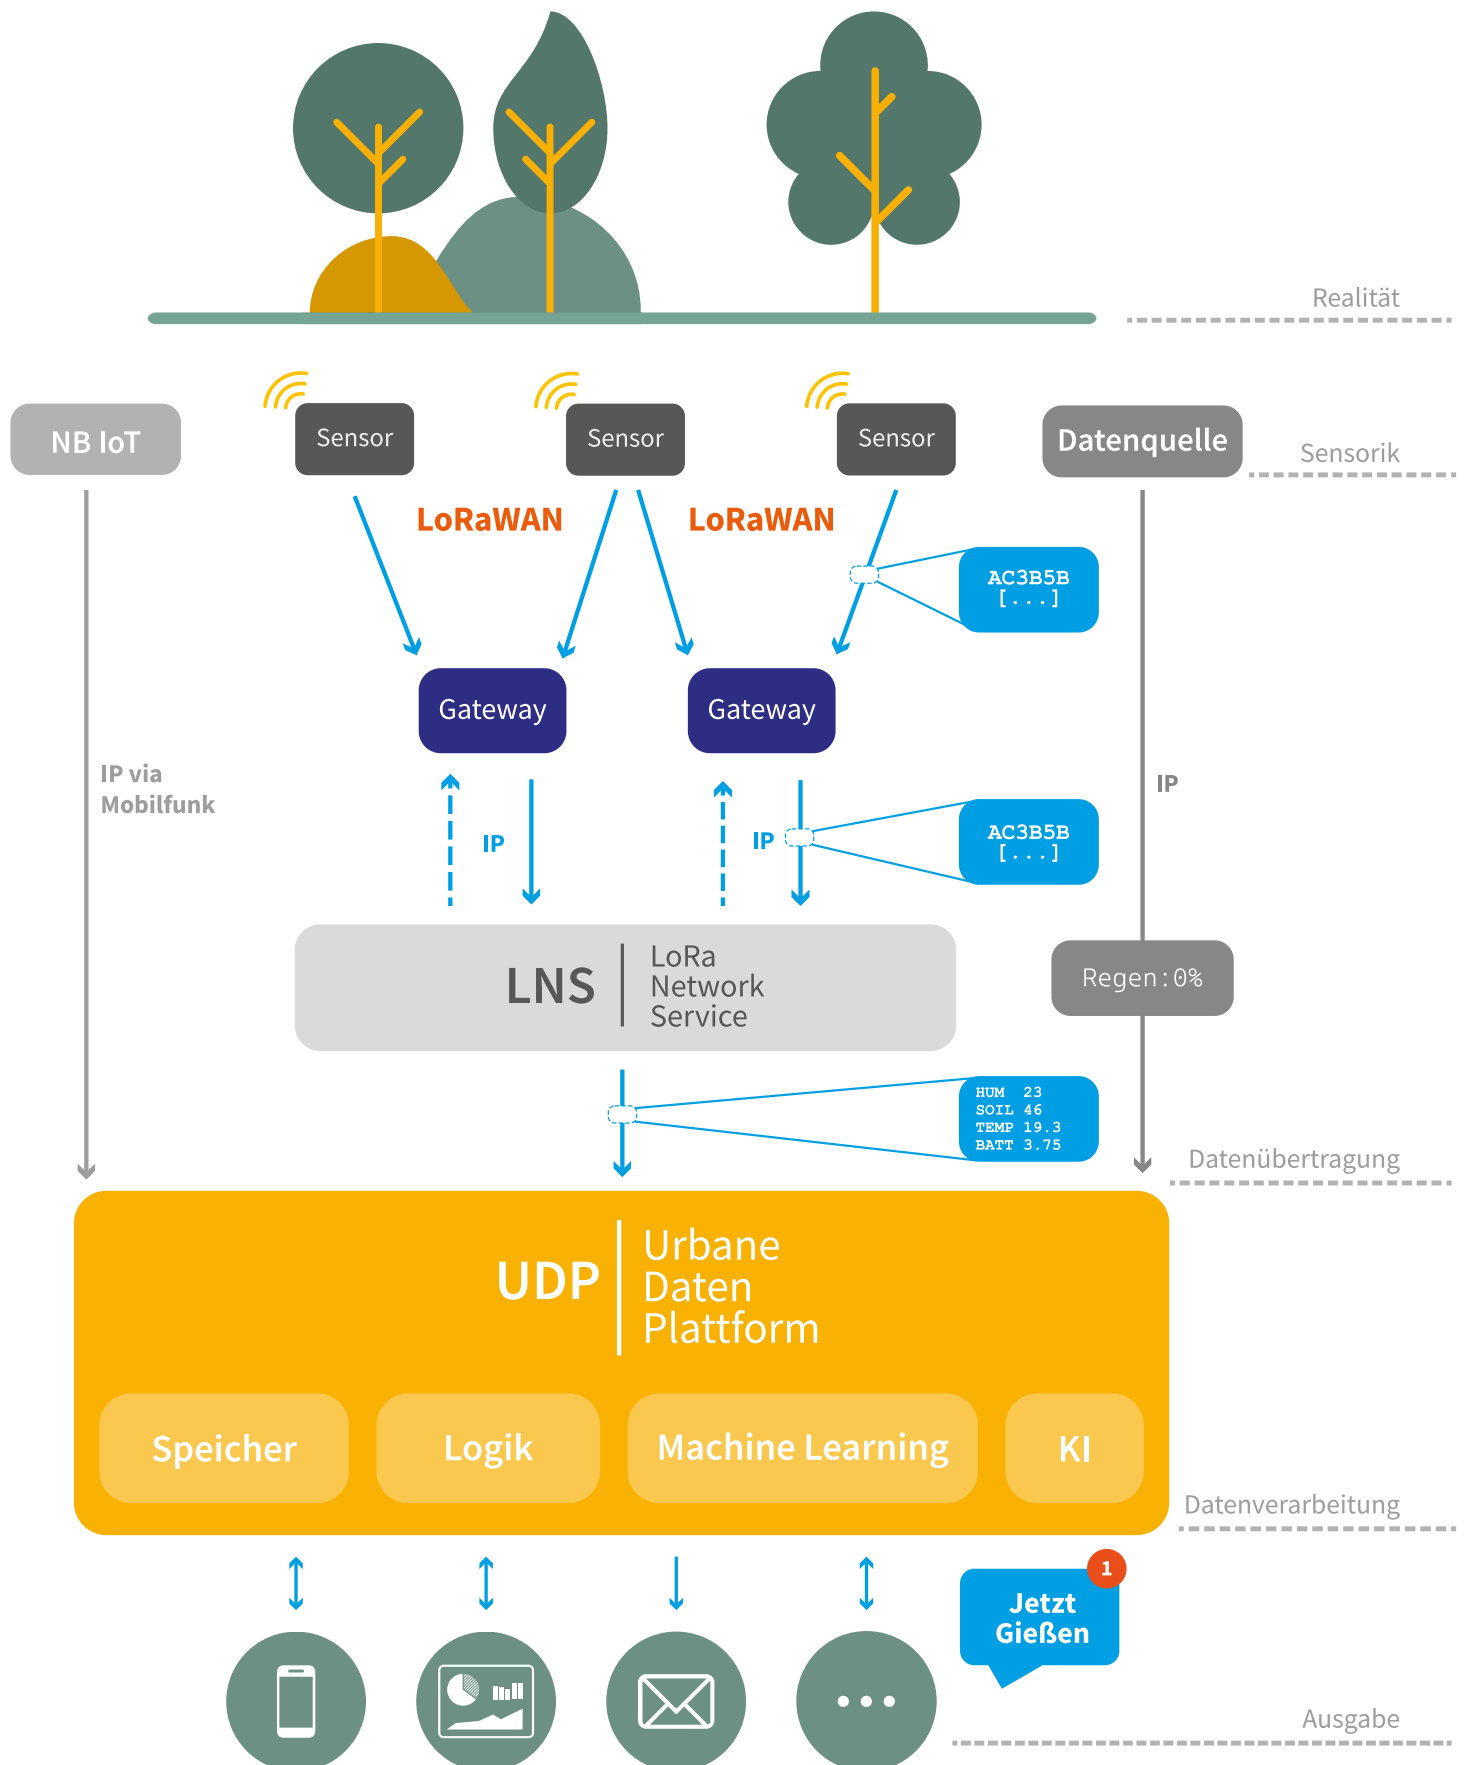 Realität
NB IoT
Sensor
Sensor
Sensor
Datenquelle
Sensorik
LoRaWAN
LoRaWAN
AC3B5B
[...]
Gateway
Gateway
IP via
Mobilfunk
IP
IP
IP
AC3B5B
[...]
LNS
LoRa
Network
Service
Regen:0%
HUM 23
SOIL 46
TEMP 19.3
BATT 3.75
Datenübertragung
UDP
Urbane
Daten
Plattform
Speicher
Logik
Machine Learning
KI
Datenverarbeitung
1
Jetzt
Gießen
Ausgabe